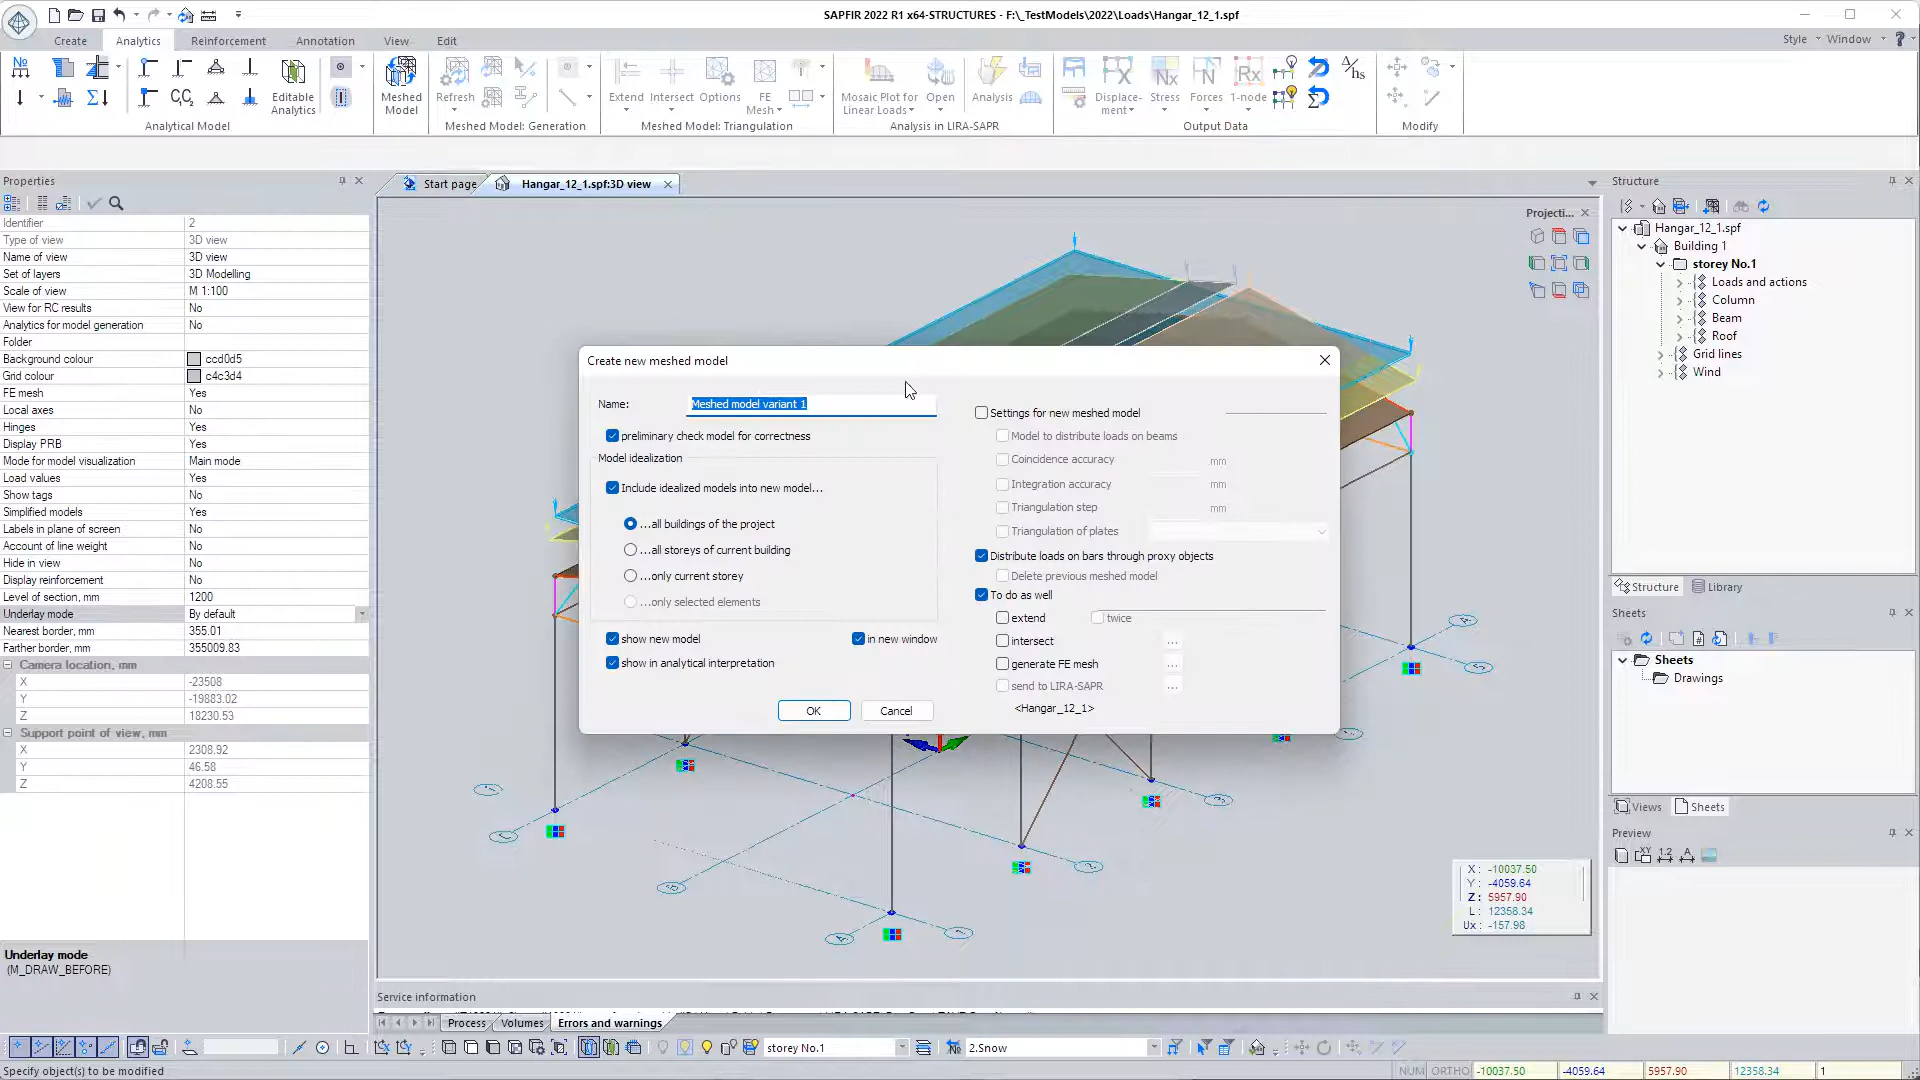 SAPFIR 2022 R1 x64-STRUCTURES - F:\_TestModels\2022\Loads\Hangar_12_1.spf
Create
Analytics
Reinforcement
Annotation
View
Edit
Style
Window
?
№
Editable Analytics
Analytical Model
Meshed Model
Refresh
Meshed Model: Generation
Extend
Intersect
Options
FE Mesh
Meshed Model: Triangulation
Mosaic Plot for Linear Loads
Open
Analysis
Analysis in LIRA-SAPR
Displace-ment
Stress
Forces
1-node
Output Data
Modify
Properties
Start page
Hangar_12_1.spf:3D view
Identifier 2
Type of view 3D view
Name of view 3D view
Set of layers 3D Modelling
Scale of view M 1:100
View for RC results No
Analytics for model generation No
Folder
Background colour ccd0d5
Grid colour c4c3d4
FE mesh Yes
Local axes No
Hinges Yes
Display PRB Yes
Mode for model visualization Main mode
Load values Yes
Show tags No
Simplified models Yes
Labels in plane of screen No
Account of line weight No
Hide in view No
Display reinforcement No
Level of section, mm 1200
Underlay mode By default
Nearest border, mm 355.01
Farther border, mm 355009.83
Camera location, mm
X -23508
Y -19883.02
Z 18230.53
Support point of view, mm
X 2308.92
Y 46.58
Z 4208.55
Underlay mode
(M_DRAW_BEFORE)
Projecti...
Create new meshed model
Name: Meshed model variant 1
preliminary check model for correctness
Model idealization
Include idealized models into new model...
...all buildings of the project
...all storeys of current building
...only current storey
...only selected elements
show new model
in new window
show in analytical interpretation
OK
Cancel
Settings for new meshed model
Model to distribute loads on beams
Coincidence accuracy mm
Integration accuracy mm
Triangulation step mm
Triangulation of plates
Distribute loads on bars through proxy objects
Delete previous meshed model
To do as well
extend
twice
intersect ...
generate FE mesh ...
send to LIRA-SAPR ...
<Hangar_12_1>
X: -10037.50
Y: -4059.64
Z: 5957.90
L: 12358.34
Ux: -157.98
Structure
Hangar_12_1.spf
Building 1
storey No.1
Loads and actions
Column
Beam
Roof
Grid lines
Wind
Structure
Library
Sheets
Sheets
Drawings
Views
Sheets
Preview
Service information
Process
Volumes
Errors and warnings
storey No.1
2.Snow
Specify object(s) to be modified
NUM
ORTHO
-10037.50
-4059.64
5957.90
12358.34
1